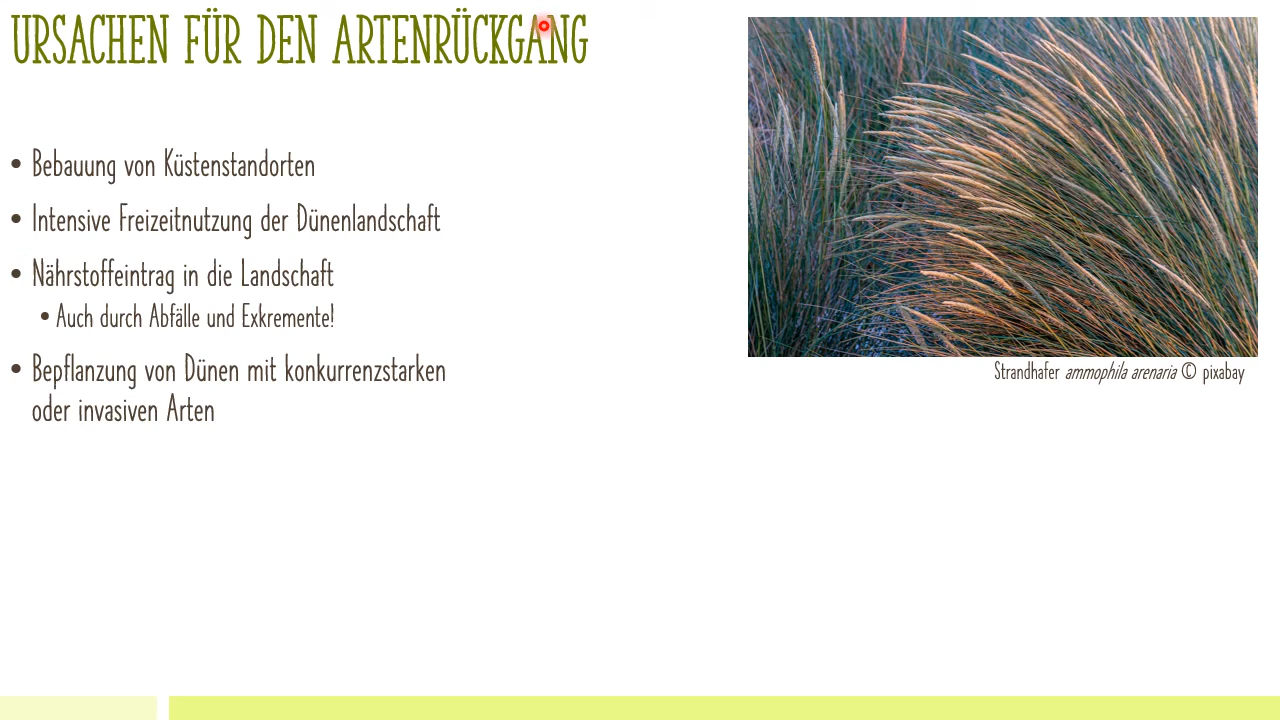 URSACHEN FÜR DEN ARTENRÜCKGANG
• Bebauung von Küstenstandorten
• Intensive Freizeitnutzung der Dünenlandschaft
• Nährstoffeintrag in die Landschaft
• Auch durch Abfälle und Exkremente!
• Bepflanzung von Dünen mit konkurrenzstarken
oder invasiven Arten
Strandhafer ammophila arenaria © pixabay